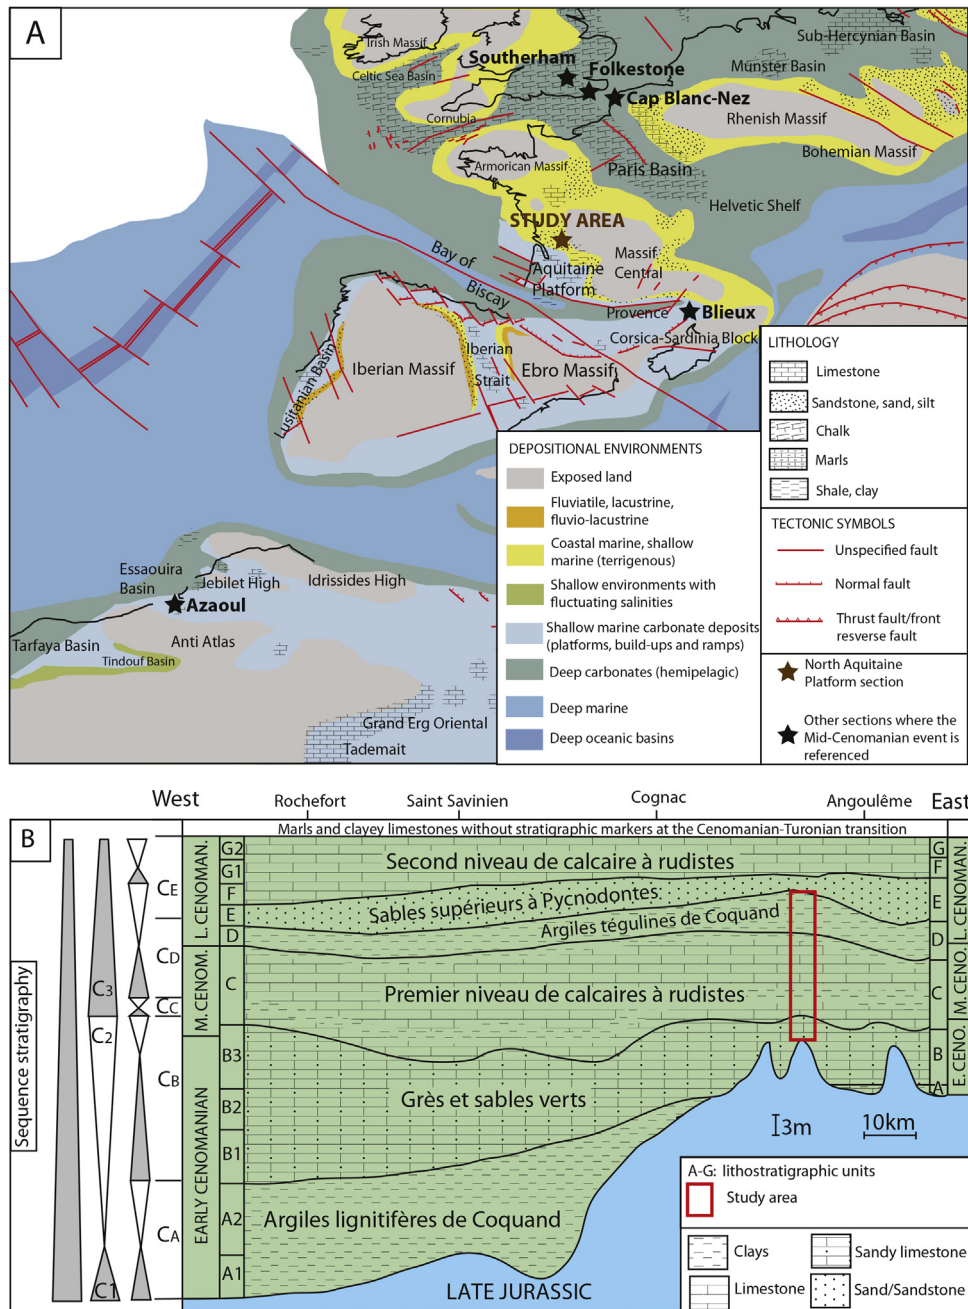 A
Irish Massif
Celtic Sea Basin
Southerham
Folkestone
Cap Blanc-Nez
Cornubia
Sub-Hercynian Basin
Munster Basin
Rhenish Massif
Bohemian Massif
Armorican Massif
Paris Basin
Helvetic Shelf
STUDY AREA
Massif
Central
Bay of
Biscay
Aquitaine
Platform
Provence
Blieux
Corsica-Sardinia Block
Lusitanian Basin
Iberian Massif
Iberian
Strait
Ebro Massif
Essaouira
Basin
Jebilet High
Idrissides High
Azaoul
Tarfaya Basin
Anti Atlas
Tindouf Basin
Grand Erg Oriental
Tademait
DEPOSITIONAL ENVIRONMENTS
Exposed land
Fluviatile, lacustrine,
fluvio-lacustrine
Coastal marine, shallow
marine (terrigenous)
Shallow environments with
fluctuating salinities
Shallow marine carbonate deposits
(platforms, build-ups and ramps)
Deep carbonates (hemipelagic)
Deep marine
Deep oceanic basins
LITHOLOGY
Limestone
Sandstone, sand, silt
Chalk
Marls
Shale, clay
TECTONIC SYMBOLS
Unspecified fault
Normal fault
Thrust fault/front
reverse fault
North Aquitaine
Platform section
Other sections where the
Mid-Cenomanian event is
referenced
B
West
Rochefort
Saint Savinien
Cognac
Angoulême
East
Marls and clayey limestones without stratigraphic markers at the Cenomanian-Turonian transition
Sequence stratigraphy
C3
C2
C1
CE
CD
CC
CB
CA
L. CENOMAN.
M. CENOM.
EARLY CENOMANIAN
G2
G1
F
E
D
C
B3
B2
B1
A2
A1
Second niveau de calcaire à rudistes
Sables supérieurs à Pycnodontes
Argiles tégulines de Coquand
Premier niveau de calcaires à rudistes
Grès et sables verts
Argiles lignitifères de Coquand
LATE JURASSIC
3m
10km
G
F
E
D
C
B
A
L. CENOMAN.
M. CENO.
E. CENO.
A-G: lithostratigraphic units
Study area
Clays
Sandy limestone
Limestone
Sand/Sandstone